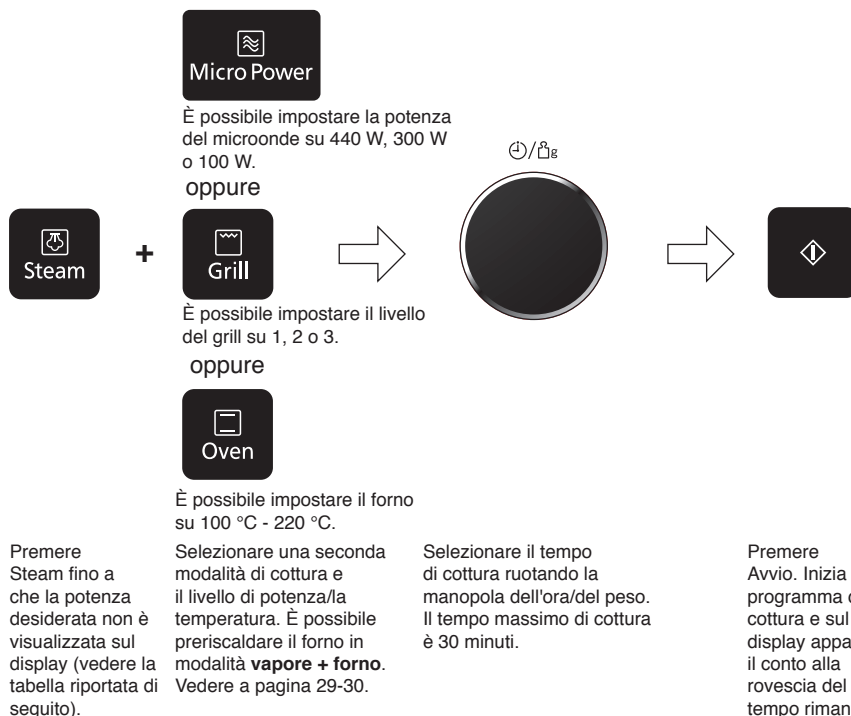 Micro Power
È possibile impostare la potenza
del microonde su 440 W, 300 W
o 100 W.
oppure
Steam
+
Grill
È possibile impostare il livello
del grill su 1, 2 o 3.
oppure
Oven
È possibile impostare il forno
su 100 °C - 220 °C.
/ g
Premere
Steam fino a
che la potenza
desiderata non è
visualizzata sul
display (vedere la
tabella riportata di
seguito).
Selezionare una seconda
modalità di cottura e
il livello di potenza/la
temperatura. È possibile
preriscaldare il forno in
modalità vapore + forno.
Vedere a pagina 29-30.
Selezionare il tempo
di cottura ruotando la
manopola dell'ora/del peso.
Il tempo massimo di cottura
è 30 minuti.
Premere
Avvio. Inizia
programma
cottura e sul
display
il conto alla
rovescia del
tempo